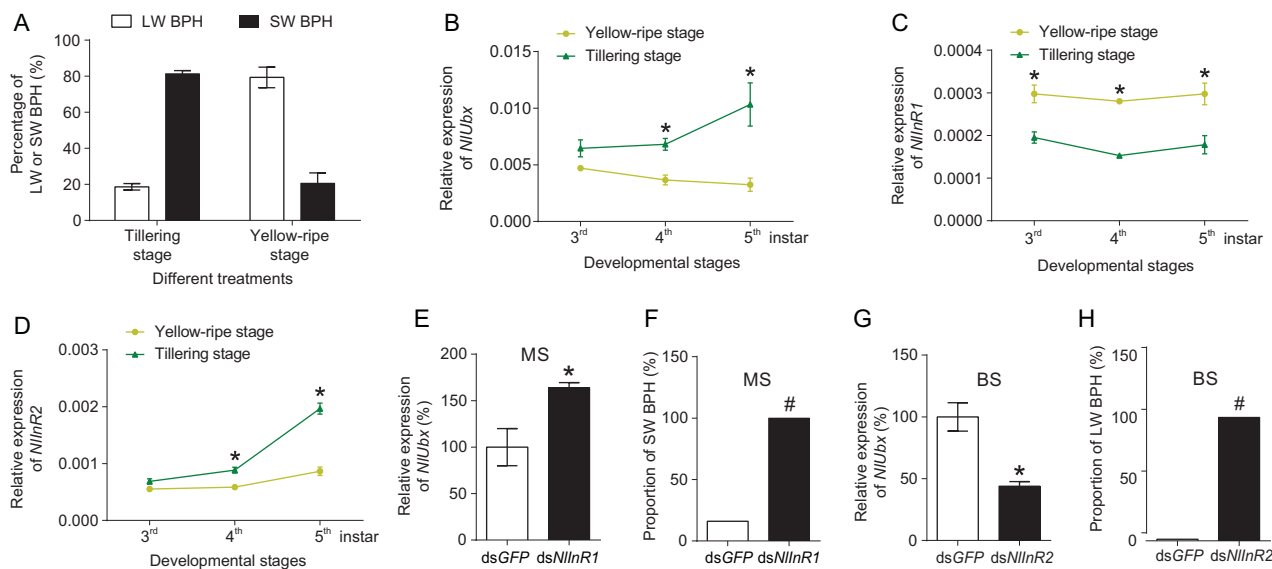 A
LW BPH
SW BPH
Percentage of
LW or SW BPH (%)
100
80
60
40
20
0
Tillering
stage
Yellow-ripe
stage
Different treatments
B
Yellow-ripe stage
Tillering stage
Relative expression
of NlUbx
0.015
0.010
0.005
0.000
*
*
3rd
4th
5th instar
Developmental stages
C
Yellow-ripe stage
Tillering stage
Relative expression
of NlInR1
0.0004
0.0003
0.0002
0.0001
0.0000
*
*
*
3rd
4th
5th instar
Developmental stages
D
Yellow-ripe stage
Tillering stage
Relative expression
of NlInR2
0.003
0.002
0.001
0.000
*
*
3rd
4th
5th instar
Developmental stages
E
Relative expression
of NlUbx (%)
200
150
100
50
0
MS
*
dsGFP
dsNlInR1
F
Proportion of SW BPH (%)
150
100
50
0
MS
#
dsGFP
dsNlInR1
G
Relative expression
of NlUbx (%)
150
100
50
0
BS
*
dsGFP
dsNlInR2
H
Proportion of LW BPH (%)
150
100
50
0
BS
#
dsGFP
dsNlInR2